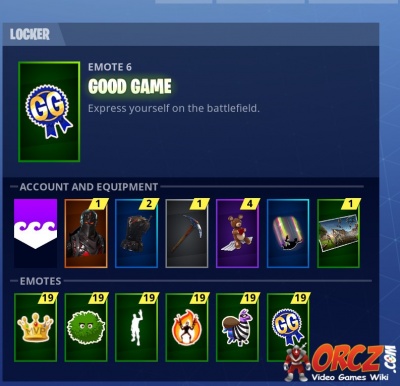 LOCKER
EMOTE 6
GOOD GAME
Express yourself on the battlefield.
GG
ACCOUNT AND EQUIPMENT
1 2 1 4 1
EMOTES
19 19 19 19 19 19
GG
ORCZ.COM
Video Games Wiki